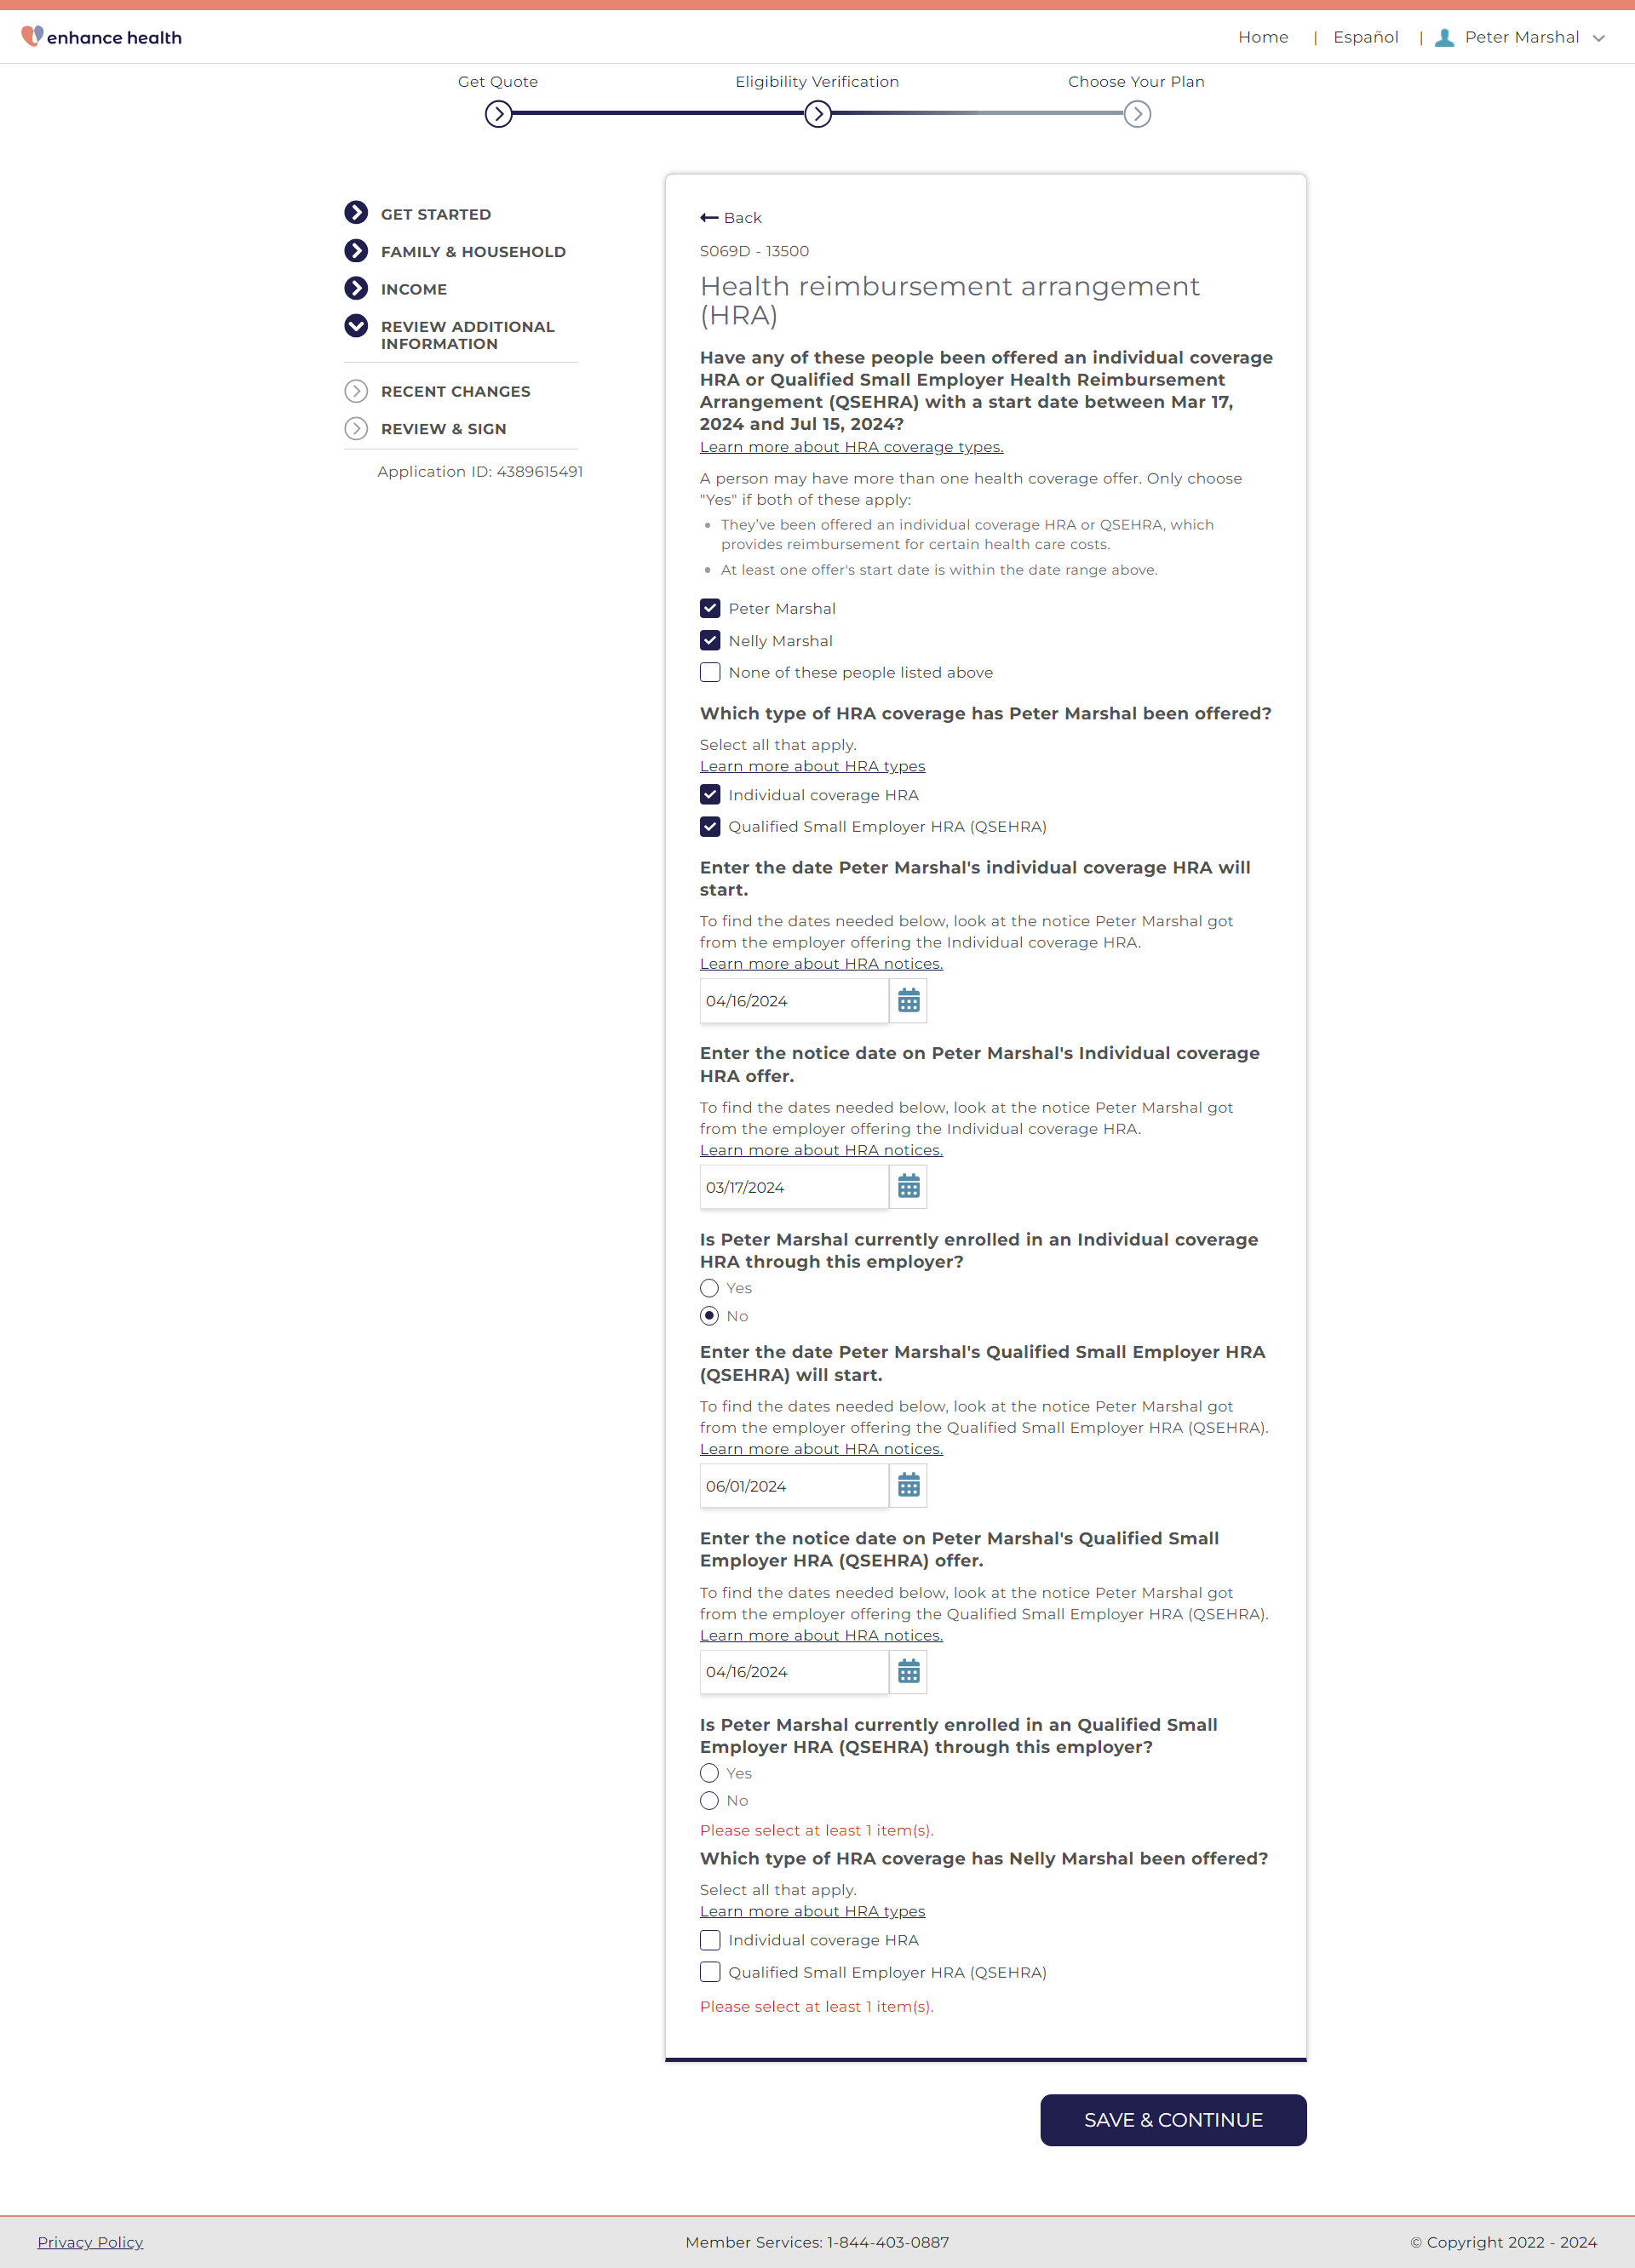 enhance health
Home | Español | Peter Marshal
Get Quote
Eligibility Verification
Choose Your Plan
GET STARTED
FAMILY & HOUSEHOLD
INCOME
REVIEW ADDITIONAL
INFORMATION
RECENT CHANGES
REVIEW & SIGN
Application ID: 4389615491
Back
S069D - 13500
Health reimbursement arrangement
(HRA)
Have any of these people been offered an individual coverage
HRA or Qualified Small Employer Health Reimbursement
Arrangement (QSEHRA) with a start date between Mar 17,
2024 and Jul 15, 2024?
Learn more about HRA coverage types.
A person may have more than one health coverage offer. Only choose
"Yes" if both of these apply:
• They’ve been offered an individual coverage HRA or QSEHRA, which
provides reimbursement for certain health care costs.
• At least one offer's start date is within the date range above.
Peter Marshal
Nelly Marshal
None of these people listed above
Which type of HRA coverage has Peter Marshal been offered?
Select all that apply.
Learn more about HRA types
Individual coverage HRA
Qualified Small Employer HRA (QSEHRA)
Enter the date Peter Marshal's individual coverage HRA will
start.
To find the dates needed below, look at the notice Peter Marshal got
from the employer offering the Individual coverage HRA.
Learn more about HRA notices.
04/16/2024
Enter the notice date on Peter Marshal's Individual coverage
HRA offer.
To find the dates needed below, look at the notice Peter Marshal got
from the employer offering the Individual coverage HRA.
Learn more about HRA notices.
03/17/2024
Is Peter Marshal currently enrolled in an Individual coverage
HRA through this employer?
Yes
No
Enter the date Peter Marshal's Qualified Small Employer HRA
(QSEHRA) will start.
To find the dates needed below, look at the notice Peter Marshal got
from the employer offering the Qualified Small Employer HRA (QSEHRA).
Learn more about HRA notices.
06/01/2024
Enter the notice date on Peter Marshal's Qualified Small
Employer HRA (QSEHRA) offer.
To find the dates needed below, look at the notice Peter Marshal got
from the employer offering the Qualified Small Employer HRA (QSEHRA).
Learn more about HRA notices.
04/16/2024
Is Peter Marshal currently enrolled in an Qualified Small
Employer HRA (QSEHRA) through this employer?
Yes
No
Please select at least 1 item(s).
Which type of HRA coverage has Nelly Marshal been offered?
Select all that apply.
Learn more about HRA types
Individual coverage HRA
Qualified Small Employer HRA (QSEHRA)
Please select at least 1 item(s).
SAVE & CONTINUE
Privacy Policy
Member Services: 1-844-403-0887
© Copyright 2022 - 2024